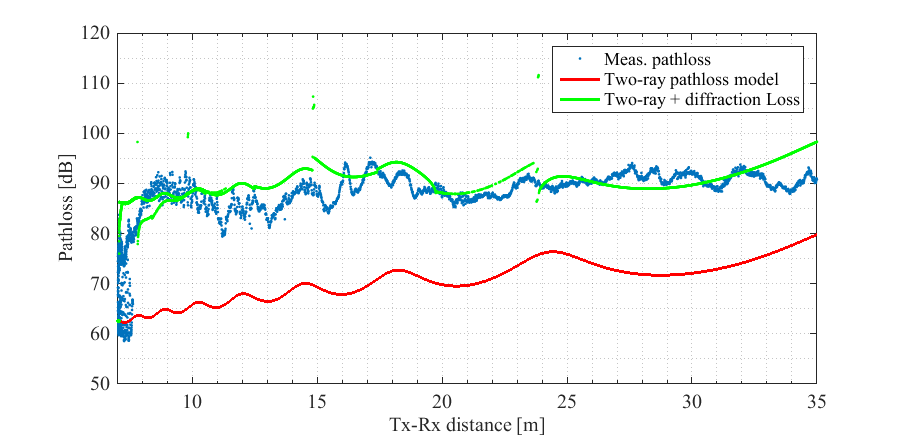 120
110
100
90
80
70
60
50
Pathloss [dB]
10
15
20
25
30
35
Tx-Rx distance [m]
Meas. pathloss
Two-ray pathloss model
Two-ray + diffraction Loss